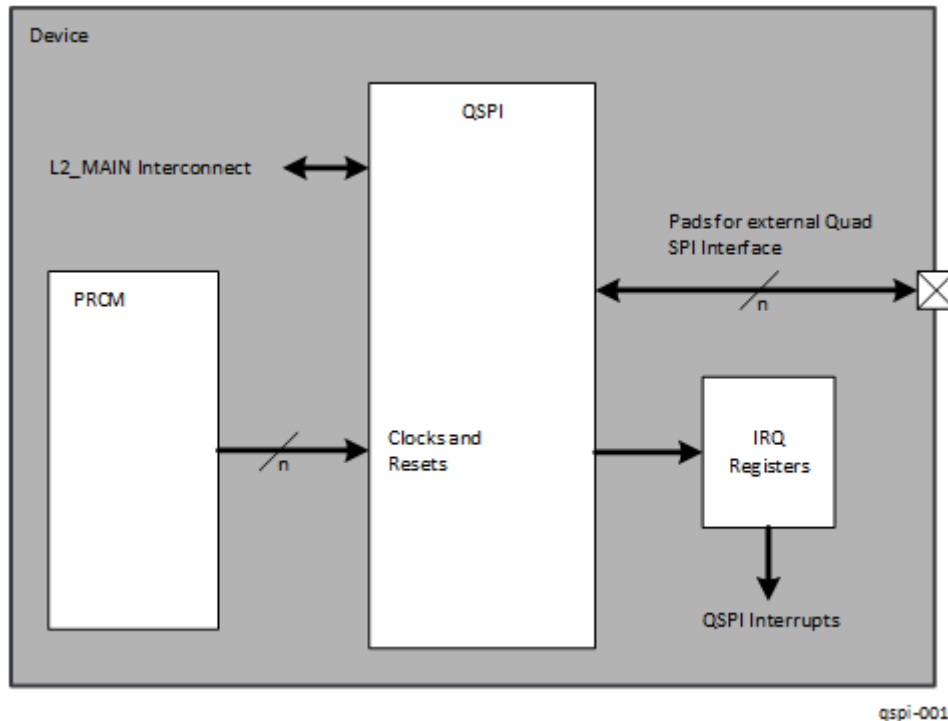 Device
QSPI
L2_MAIN Interconnect
Pads for external Quad
SPI Interface
n
PRCM
Clocks and
Resets
n
IRQ
Registers
QSPI Interrupts
qspi-001